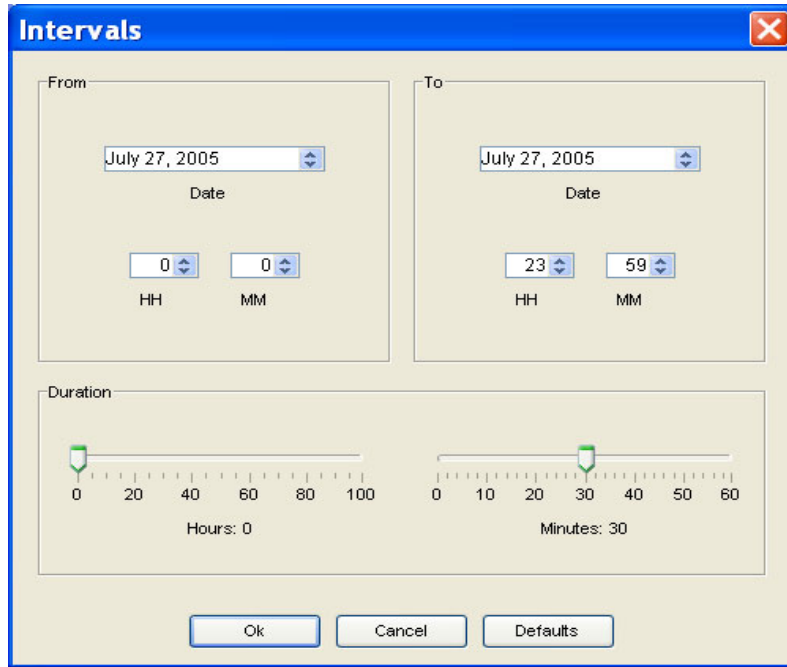 Intervals
From
July 27, 2005
Date
0 0
HH MM
To
July 27, 2005
Date
23 59
HH MM
Duration
0 20 40 60 80 100
Hours: 0
0 10 20 30 40 50 60
Minutes: 30
Ok Cancel Defaults